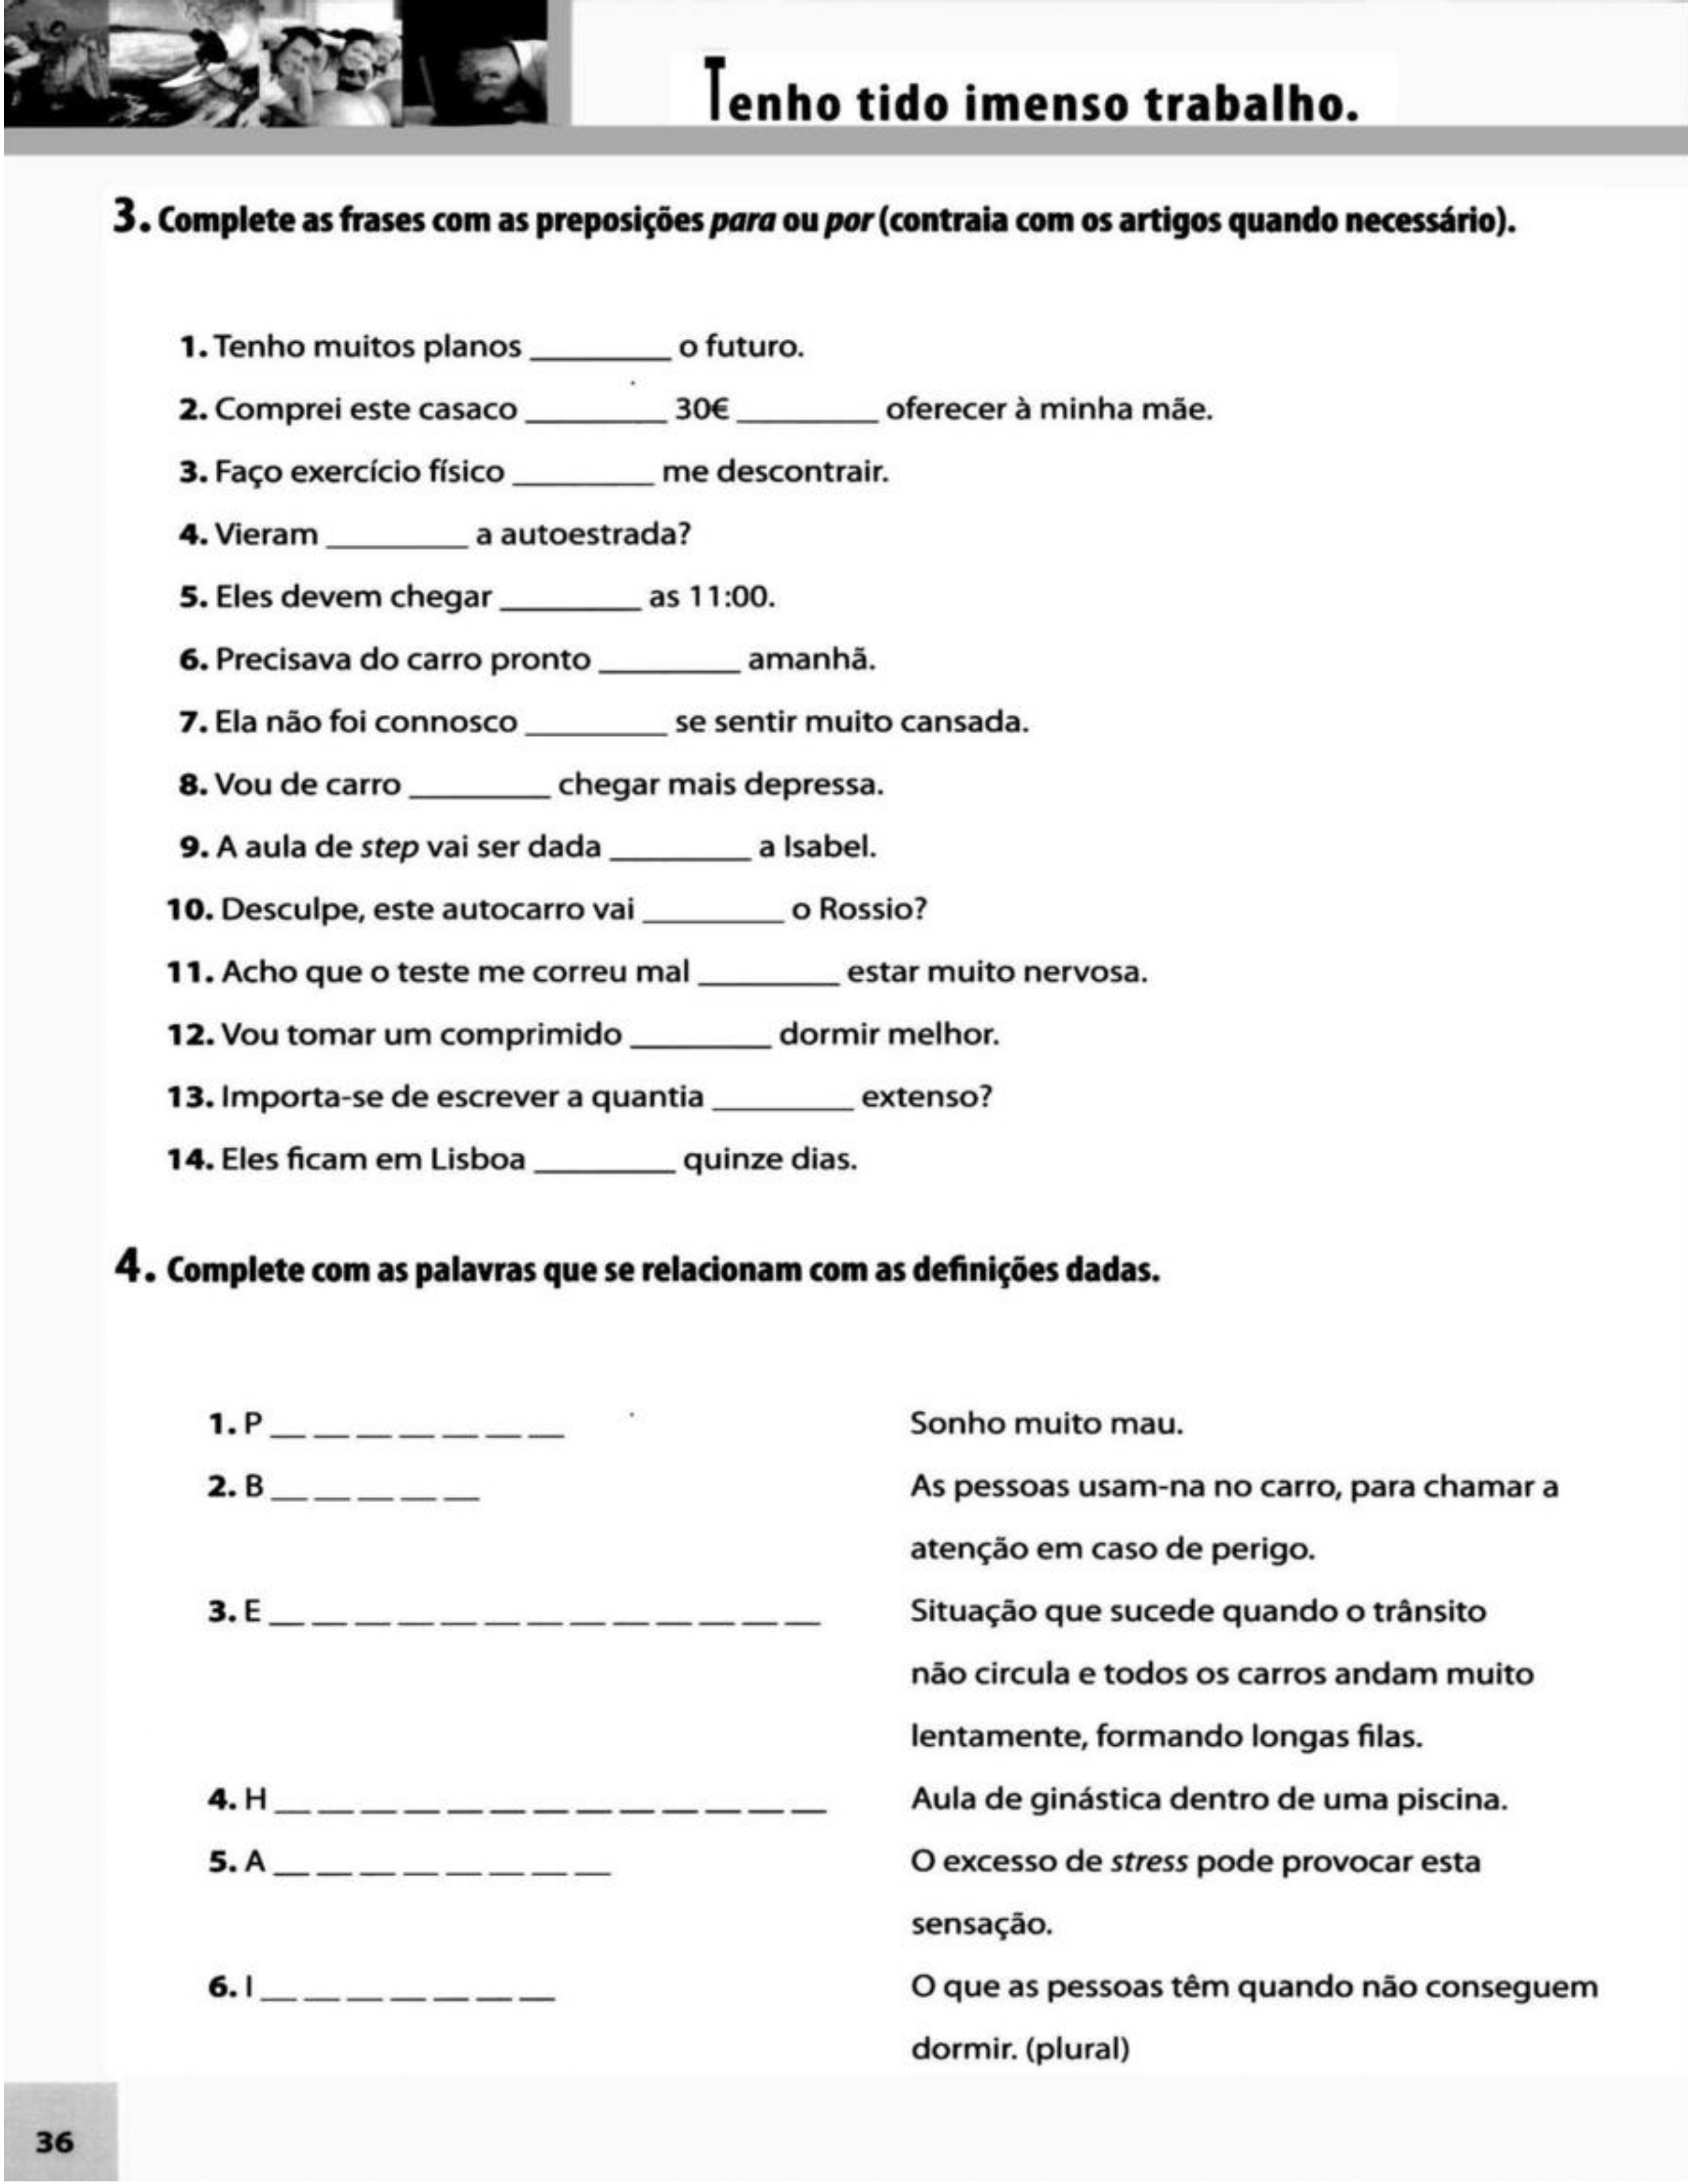 Tenho tido imenso trabalho.
3. Complete as frases com as preposições para ou por (contraia com os artigos quando necessário).
1. Tenho muitos planos ________ o futuro.
2. Comprei este casaco ________ 30€ ________ oferecer à minha mãe.
3. Faço exercício físico ________ me descontrair.
4. Vieram ________ a autoestrada?
5. Eles devem chegar ________ as 11:00.
6. Precisava do carro pronto ________ amanhã.
7. Ela não foi connosco ________ se sentir muito cansada.
8. Vou de carro ________ chegar mais depressa.
9. A aula de step vai ser dada ________ a Isabel.
10. Desculpe, este autocarro vai ________ o Rossio?
11. Acho que o teste me correu mal ________ estar muito nervosa.
12. Vou tomar um comprimido ________ dormir melhor.
13. Importa-se de escrever a quantia ________ extenso?
14. Eles ficam em Lisboa ________ quinze dias.
4. Complete com as palavras que se relacionam com as definições dadas.
1. P _ _ _ _ _ _ _ Sonho muito mau.
2. B _ _ _ _ _ As pessoas usam-na no carro, para chamar a
atenção em caso de perigo.
3. E _ _ _ _ _ _ _ _ _ _ _ _ _ Situação que sucede quando o trânsito
não circula e todos os carros andam muito
lentamente, formando longas filas.
4. H _ _ _ _ _ _ _ _ _ _ _ _ _ Aula de ginástica dentro de uma piscina.
5. A _ _ _ _ _ _ _ _ O excesso de stress pode provocar esta
sensação.
6. I _ _ _ _ _ _ _ O que as pessoas têm quando não conseguem
dormir. (plural)
36